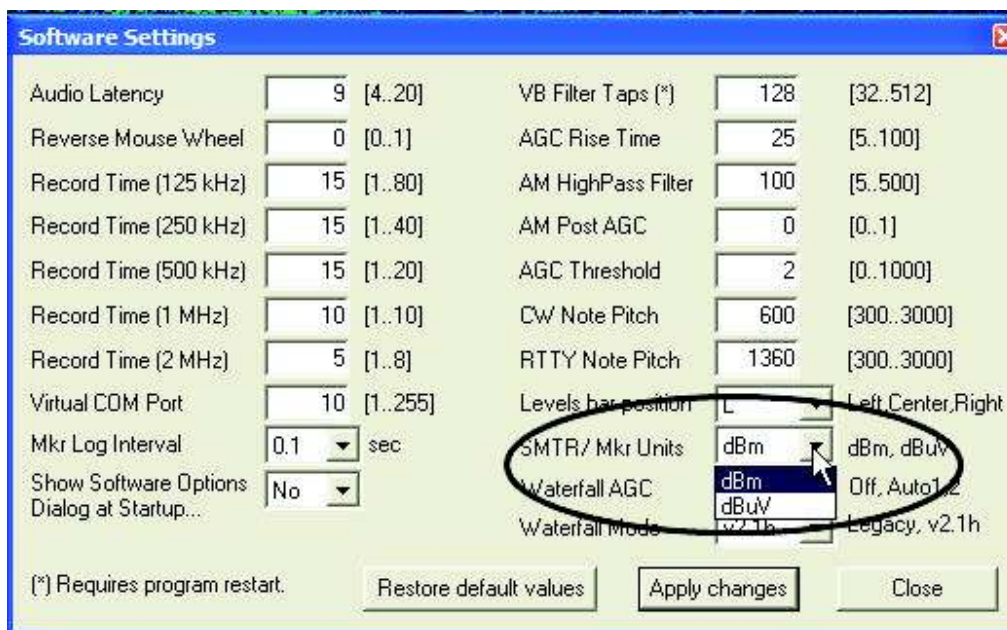 Software Settings
Audio Latency 9 [4..20]
Reverse Mouse Wheel 0 [0..1]
Record Time (125 kHz) 15 [1..80]
Record Time (250 kHz) 15 [1..40]
Record Time (500 kHz) 15 [1..20]
Record Time (1 MHz) 10 [1..10]
Record Time (2 MHz) 5 [1..8]
Virtual COM Port 10 [1..255]
Mkr Log Interval 0.1 sec
Show Software Options
Dialog at Startup... No
VB Filter Taps (*) 128 [32..512]
AGC Rise Time 25 [5..100]
AM HighPass Filter 100 [5..500]
AM Post AGC 0 [0..1]
AGC Threshold 2 [0..1000]
CW Note Pitch 600 [300..3000]
RTTY Note Pitch 1360 [300..3000]
Levels bar position L Left,Center,Right
SMTR/ Mkr Units dBm dBm, dBuV
dBm
dBuV
Waterfall AGC Off, Auto1,2
Waterfall Mode v2.1h Legacy, v2.1h
(*) Requires program restart.
Restore default values
Apply changes
Close